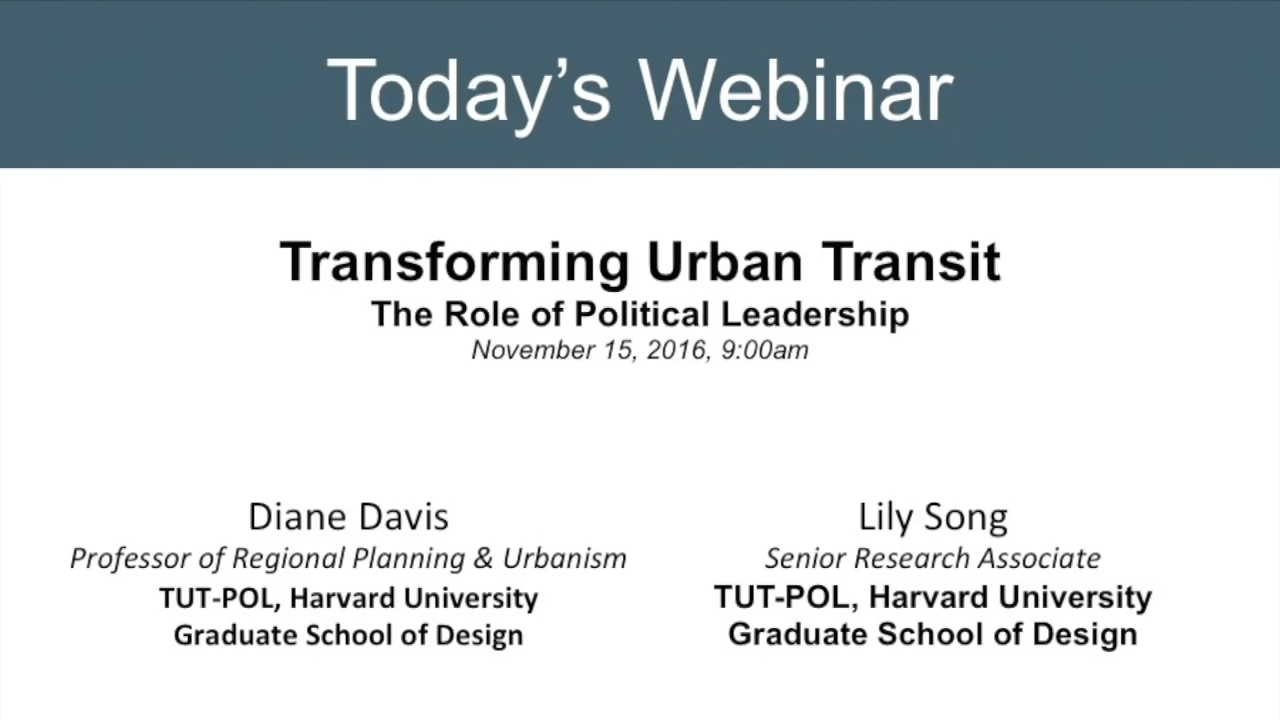 Today’s Webinar
Transforming Urban Transit
The Role of Political Leadership
November 15, 2016, 9:00am
Diane Davis
Professor of Regional Planning & Urbanism
TUT-POL, Harvard University
Graduate School of Design
Lily Song
Senior Research Associate
TUT-POL, Harvard University
Graduate School of Design